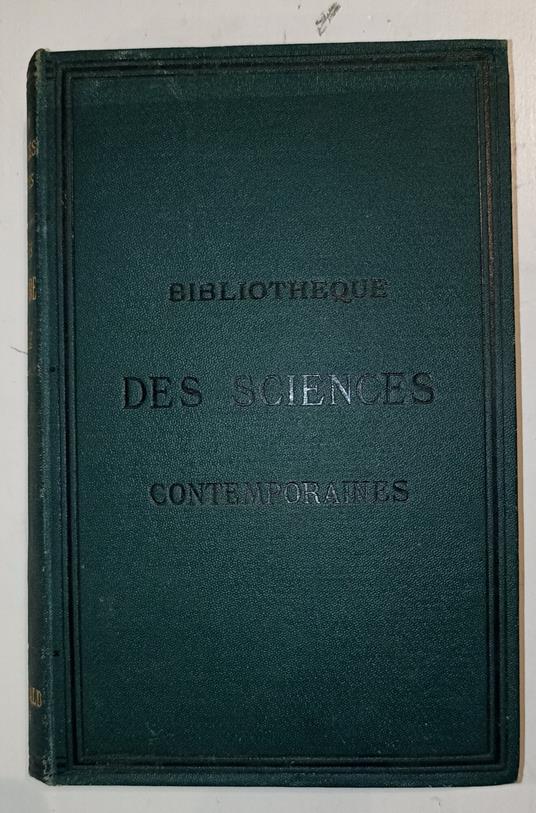 BIBLIOTHEQUE
DES SCIENCES
CONTEMPORAINES